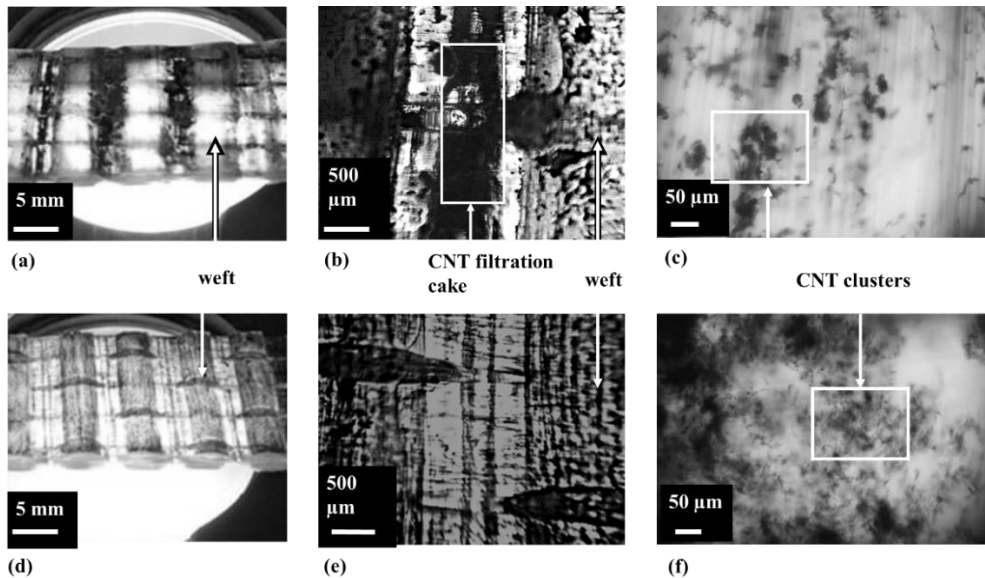 5 mm
500
µm
50 µm
(a)
(b)
(c)
weft
CNT filtration
cake
weft
CNT clusters
5 mm
500
µm
50 µm
(d)
(e)
(f)